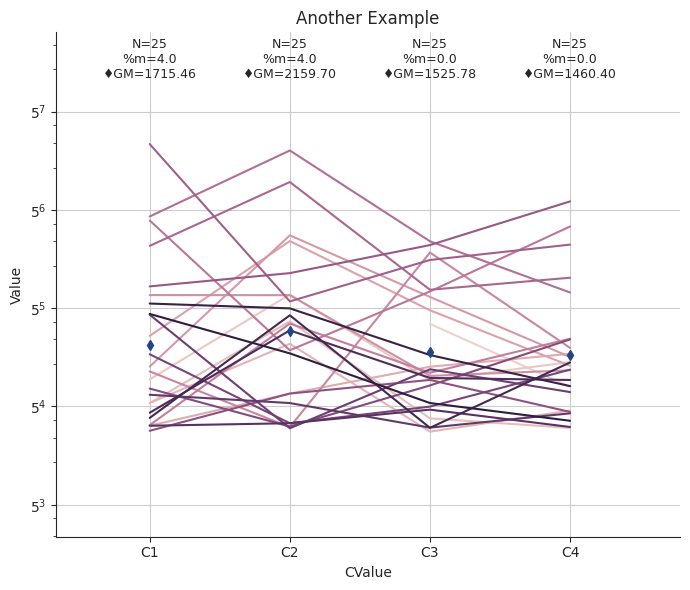 Another Example
N=25 N=25 N=25 N=25
%m=4.0 %m=4.0 %m=0.0 %m=0.0
♦GM=1715.46 ♦GM=2159.70 ♦GM=1525.78 ♦GM=1460.40
5⁷
5⁶
5⁵
5⁴
5³
Value
C1 C2 C3 C4
CValue